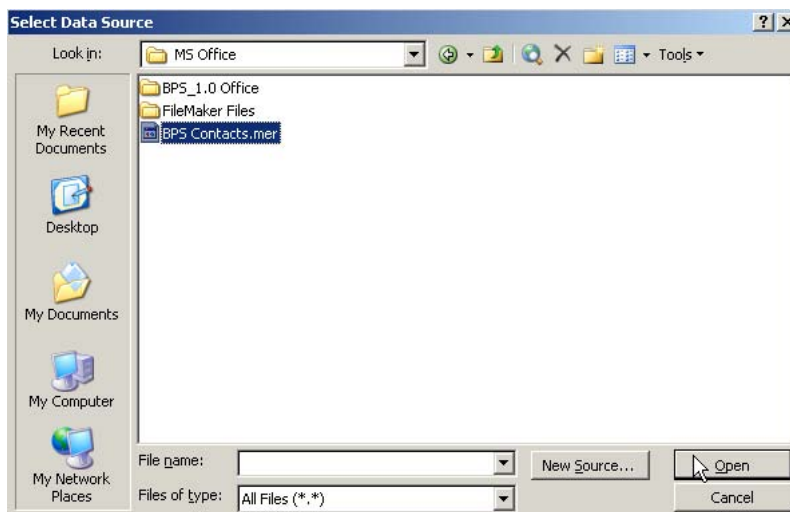 Select Data Source
Look in:
MS Office
Tools
BPS_1.0 Office
FileMaker Files
BPS Contacts.mer
My Recent
Documents
Desktop
My Documents
My Computer
My Network
Places
File name:
New Source...
Open
Files of type:
All Files (*.*)
Cancel